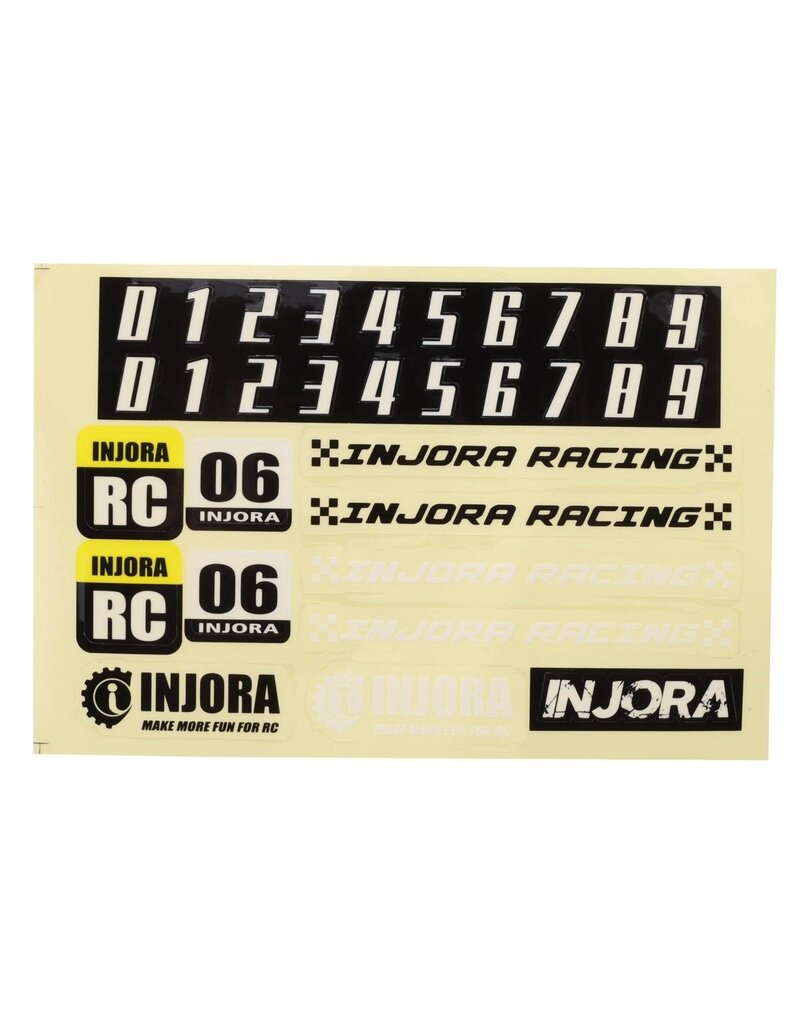 0 1 2 3 4 5 6 7 8 9
0 1 2 3 4 5 6 7 8 9
INJORA
RC
06
INJORA
INJORA RACING
INJORA RACING
INJORA
RC
06
INJORA
INJORA RACING
INJORA RACING
i INJORA
MAKE MORE FUN FOR RC
i INJORA
MAKE MORE FUN FOR RC
INJORA